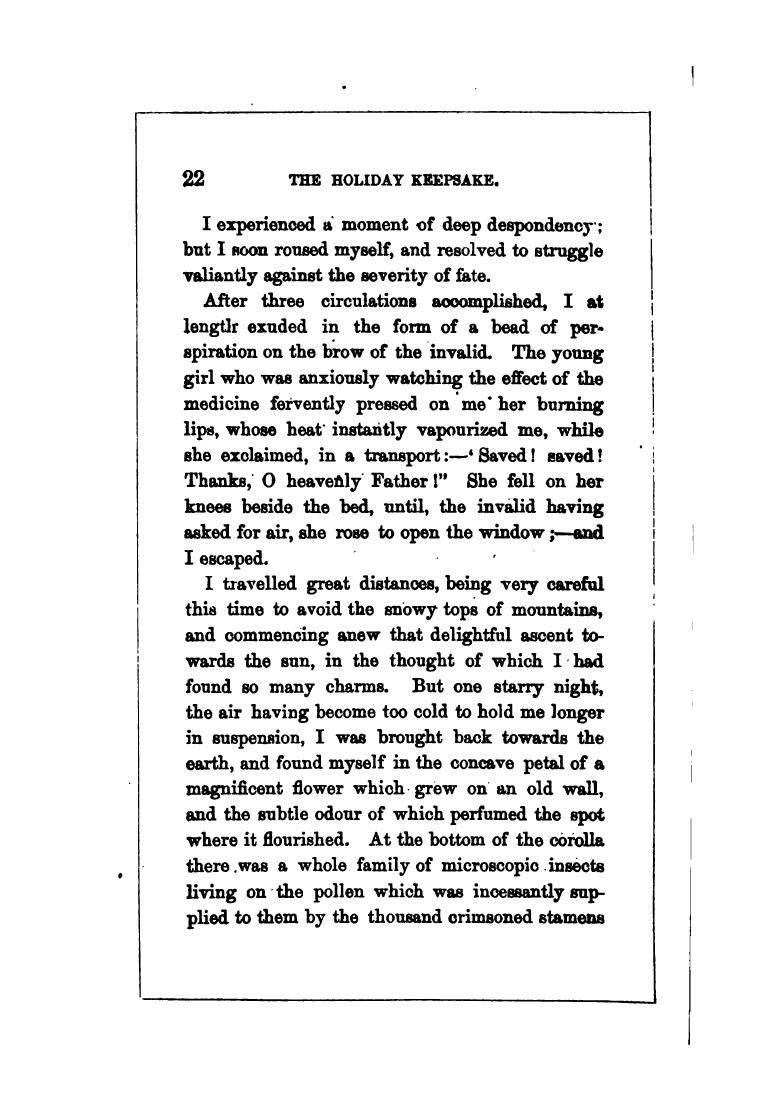 22 THE HOLIDAY KEEPSAKE.
I experienced a moment of deep despondency;
but I soon roused myself, and resolved to struggle
valiantly against the severity of fate.
After three circulations accomplished, I at
length exuded in the form of a bead of per-
spiration on the brow of the invalid. The young
girl who was anxiously watching the effect of the
medicine fervently pressed on me her burning
lips, whose heat instantly vapourized me, while
she exclaimed, in a transport:—‘ Saved! saved!
Thanks, O heavenly Father!” She fell on her
knees beside the bed, until, the invalid having
asked for air, she rose to open the window;—and
I escaped.
I travelled great distances, being very careful
this time to avoid the snowy tops of mountains,
and commencing anew that delightful ascent to-
wards the sun, in the thought of which I had
found so many charms. But one starry night,
the air having become too cold to hold me longer
in suspension, I was brought back towards the
earth, and found myself in the concave petal of a
magnificent flower which grew on an old wall,
and the subtle odour of which perfumed the spot
where it flourished. At the bottom of the corolla
there was a whole family of microscopic insects
living on the pollen which was incessantly sup-
plied to them by the thousand crimsoned stamens